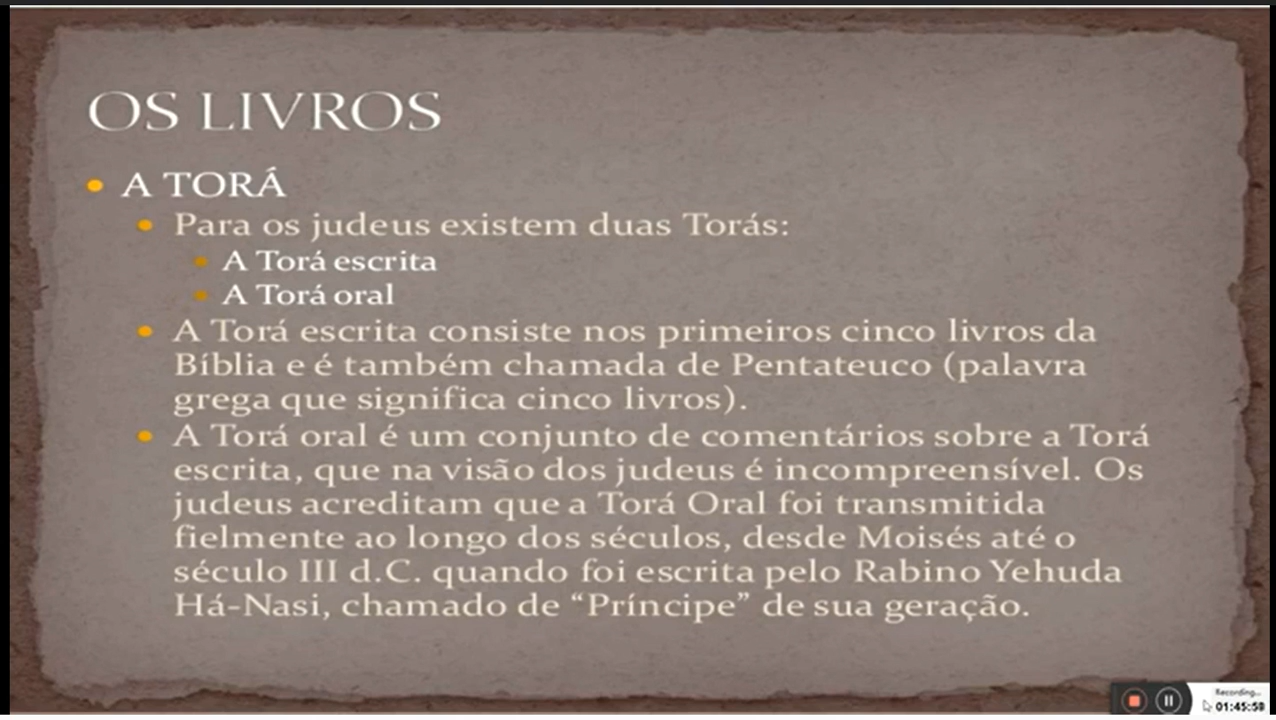 OS LIVROS
A TORÁ
Para os judeus existem duas Torás:
A Torá escrita
A Torá oral
A Torá escrita consiste nos primeiros cinco livros da
Bíblia e é também chamada de Pentateuco (palavra
grega que significa cinco livros).
A Torá oral é um conjunto de comentários sobre a Torá
escrita, que na visão dos judeus é incompreensível. Os
judeus acreditam que a Torá Oral foi transmitida
fielmente ao longo dos séculos, desde Moisés até o
século III d.C. quando foi escrita pelo Rabino Yehuda
Há-Nasi, chamado de “Príncipe” de sua geração.
Recording...
01:45:58